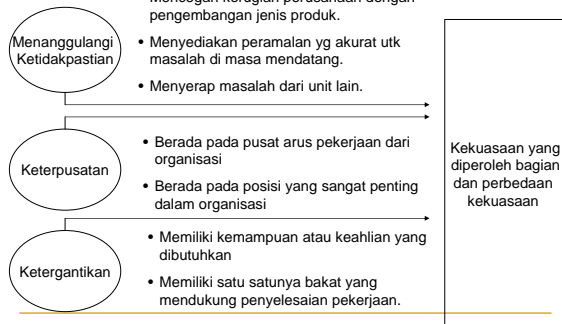 Mencegah kerugian perusahaan dengan
pengembangan jenis produk.
Menanggulangi
Ketidakpastian
• Menyediakan peramalan yg akurat utk
masalah di masa mendatang.
• Menyerap masalah dari unit lain.
Keterpusatan
• Berada pada pusat arus pekerjaan dari
organisasi
• Berada pada posisi yang sangat penting
dalam organisasi
Ketergantikan
• Memiliki kemampuan atau keahlian yang
dibutuhkan
• Memiliki satu satunya bakat yang
mendukung penyelesaian pekerjaan.
Kekuasaan yang
diperoleh bagian
dan perbedaan
kekuasaan